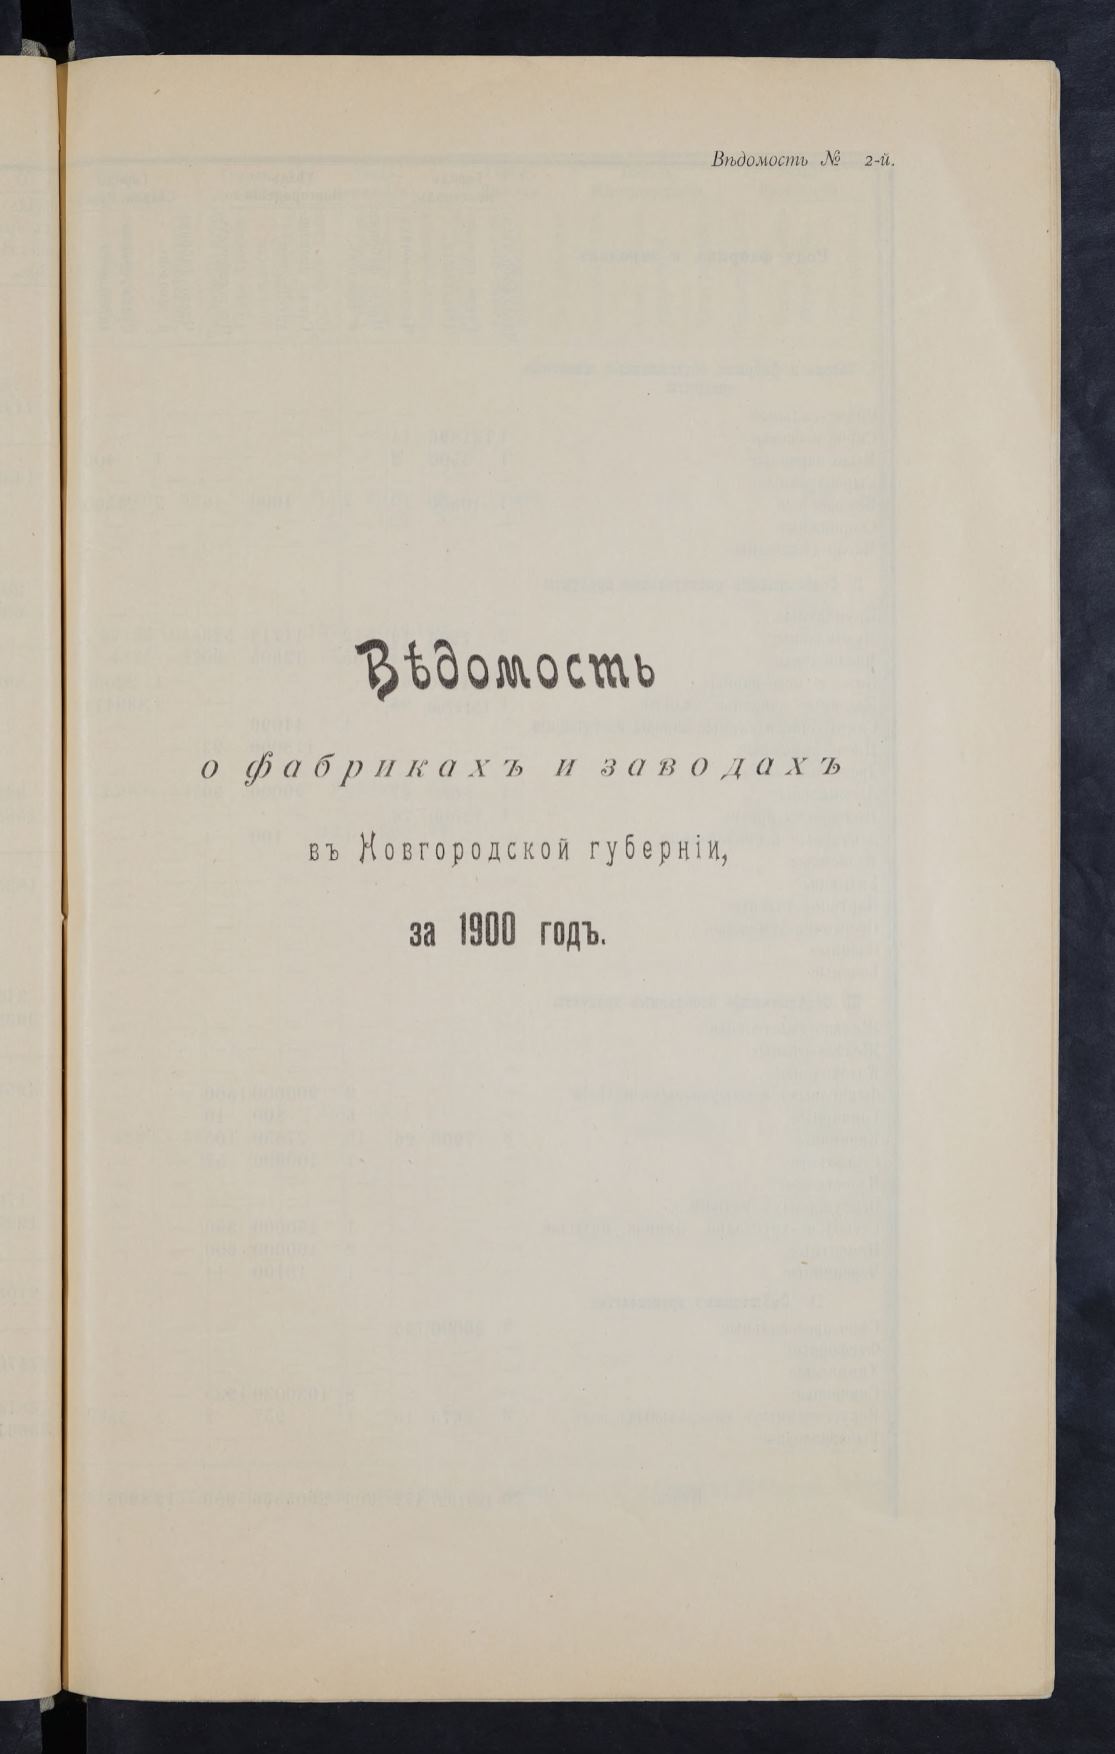 Вѣдомость № 2-й.
Вѣдомость
о фабрикахъ и заводахъ
въ Новгородской губерніи,
за 1900 годъ.